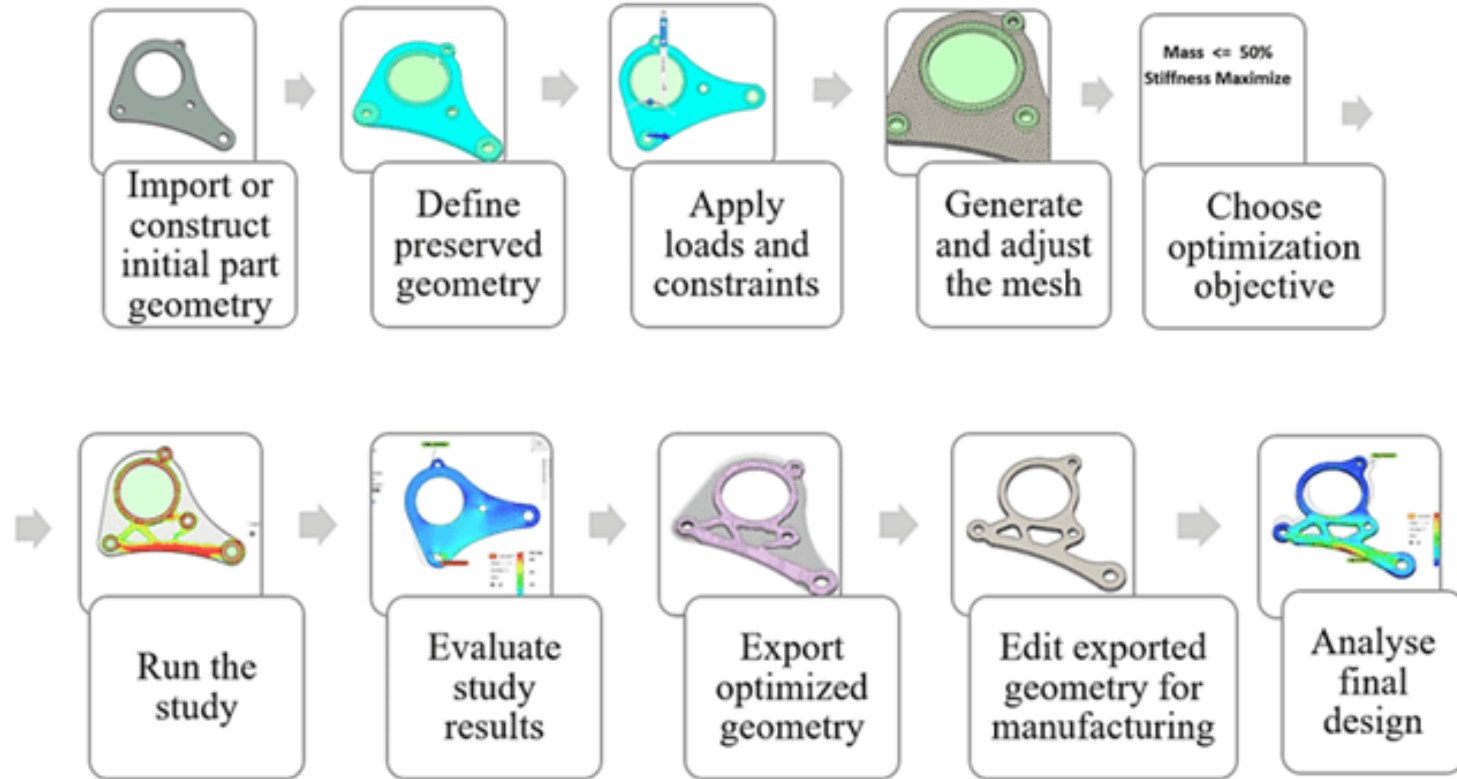 Mass <= 50%
Stiffness Maximize
Import or
construct
initial part
geometry
Define
preserved
geometry
Apply
loads and
constraints
Generate
and adjust
the mesh
Choose
optimization
objective
Run the
study
Evaluate
study
results
Export
optimized
geometry
Edit exported
geometry for
manufacturing
Analyse
final
design